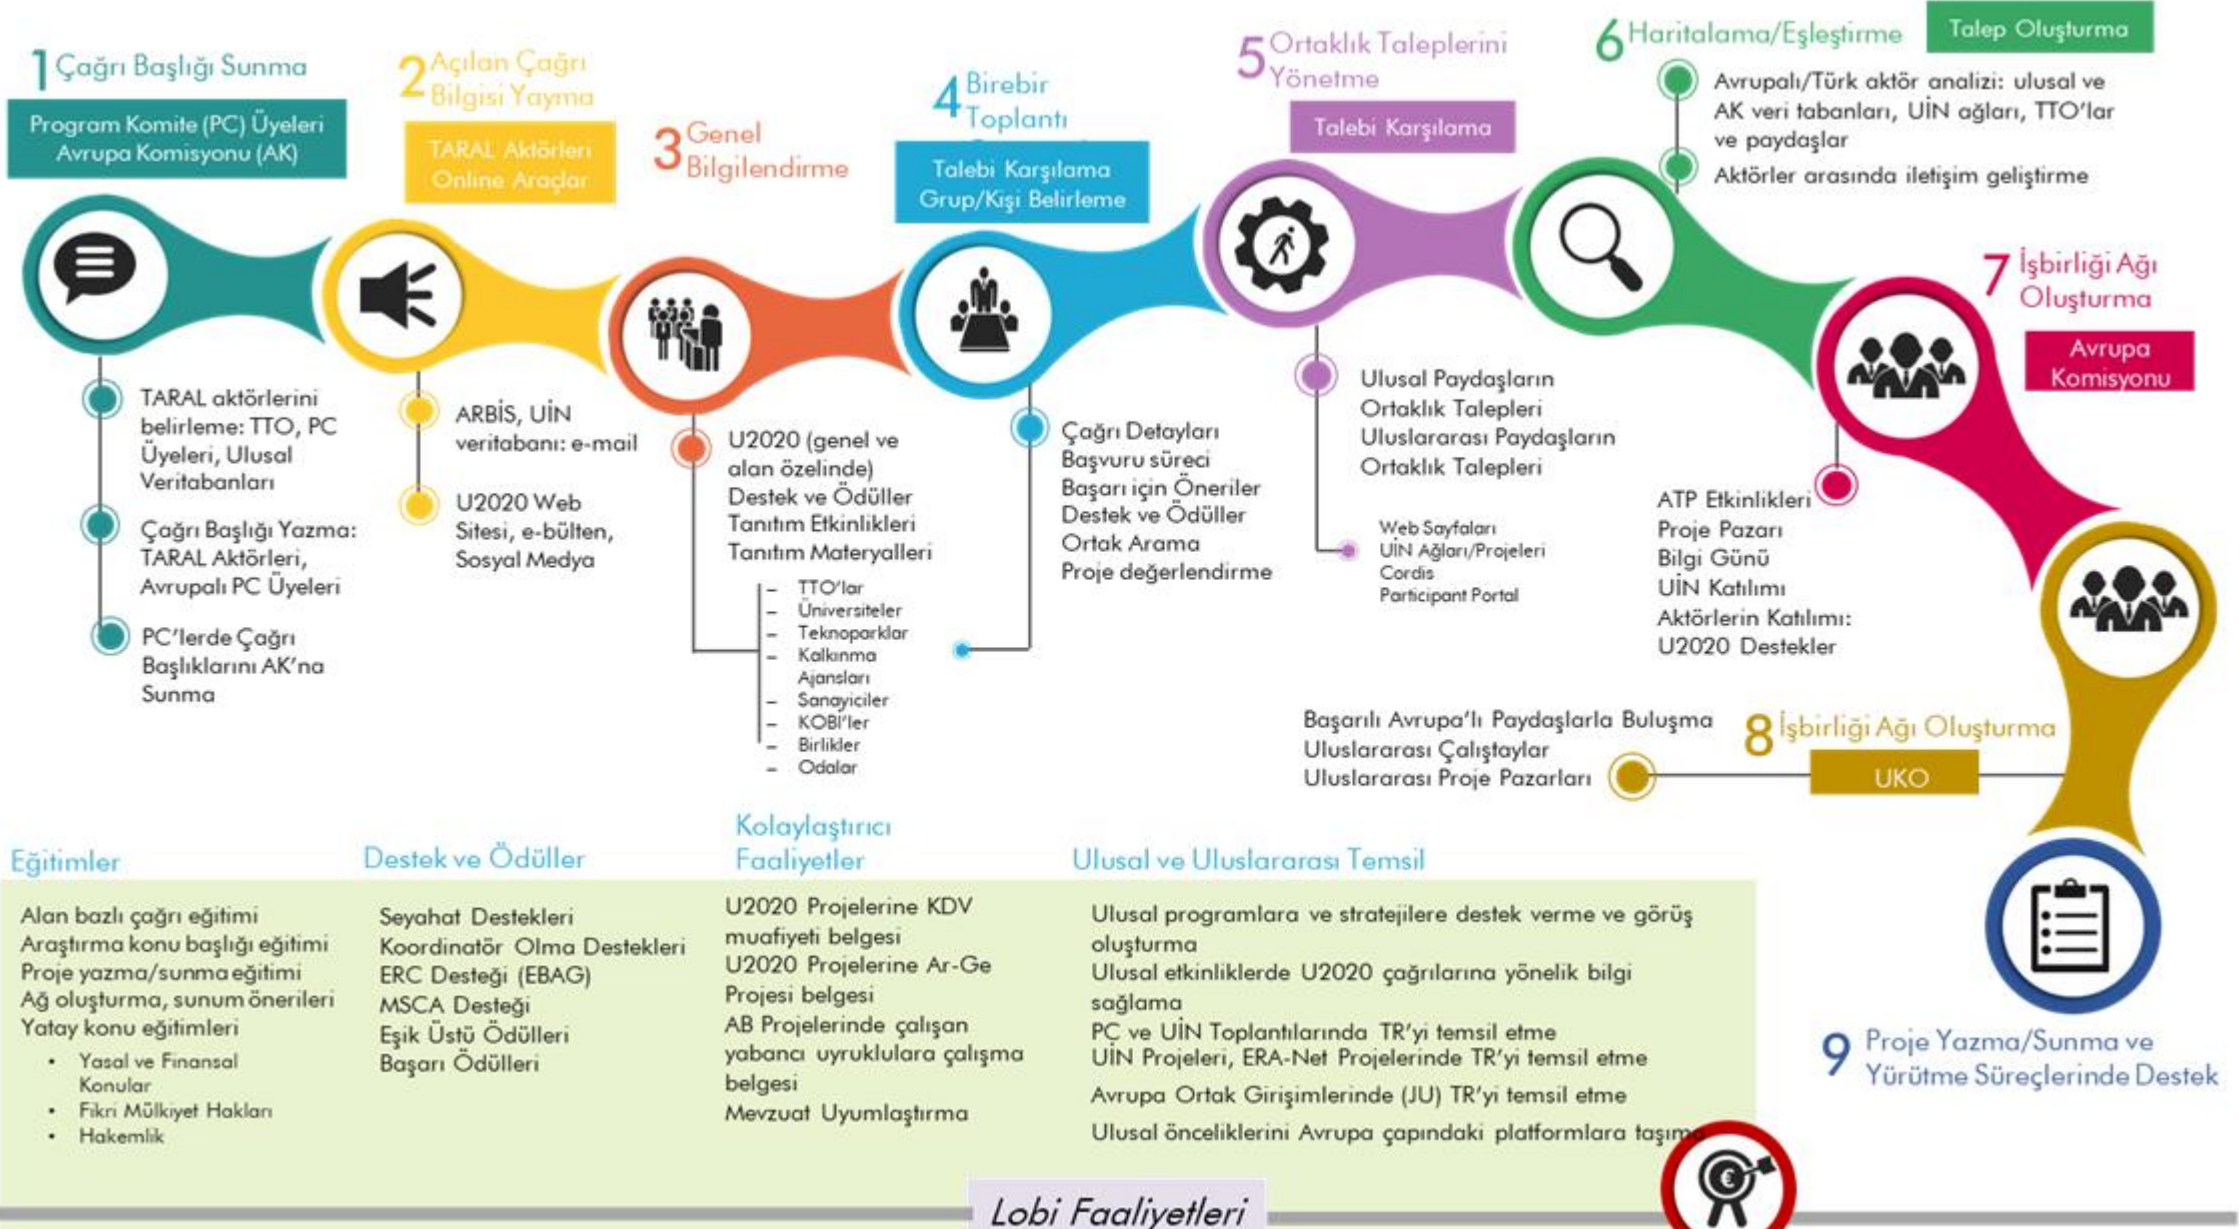 1 Çağrı Başlığı Sunma
Program Komite (PC) Üyeleri
Avrupa Komisyonu (AK)
TARAL aktörlerini
belirleme: TTO, PC
Üyeleri, Ulusal
Veritabanları
Çağrı Başlığı Yazma:
TARAL Aktörleri,
Avrupalı PC Üyeleri
PC'lerde Çağrı
Başlıklarını AK'na
Sunma
2 Açılan Çağrı
Bilgisi Yayma
TARAL Aktörleri
Online Araçlar
ARBİS, UİN
veritabanı: e-mail
U2020 Web
Sitesi, e-bülten,
Sosyal Medya
3 Genel
Bilgilendirme
U2020 (genel ve
alan özelinde)
Destek ve Ödüller
Tanıtım Etkinlikleri
Tanıtım Materyalleri
– TTO'lar
– Üniversiteler
– Teknoparklar
– Kalkınma
Ajansları
– Sanayiciler
– KOBİ'ler
– Birlikler
– Odalar
4 Birebir
Toplantı
Talebi Karşılama
Grup/Kişi Belirleme
Çağrı Detayları
Başvuru süreci
Başarı için Öneriler
Destek ve Ödüller
Ortak Arama
Proje değerlendirme
5 Ortaklık Taleplerini
Yönetme
Talebi Karşılama
Ulusal Paydaşların
Ortaklık Talepleri
Uluslararası Paydaşların
Ortaklık Talepleri
Web Sayfaları
UİN Ağları/Projeleri
Cordis
Participant Portal
6 Haritalama/Eşleştirme
Talep Oluşturma
Avrupalı/Türk aktör analizi: ulusal ve
AK veri tabanları, UİN ağları, TTO'lar
ve paydaşlar
Aktörler arasında iletişim geliştirme
7 İşbirliği Ağı
Oluşturma
Avrupa
Komisyonu
ATP Etkinlikleri
Proje Pazarı
Bilgi Günü
UİN Katılımı
Aktörlerin Katılımı:
U2020 Destekler
8 İşbirliği Ağı Oluşturma
UKO
Başarılı Avrupa'lı Paydaşlarla Buluşma
Uluslararası Çalıştaylar
Uluslararası Proje Pazarları
9 Proje Yazma/Sunma ve
Yürütme Süreçlerinde Destek
Eğitimler
Alan bazlı çağrı eğitimi
Araştırma konu başlığı eğitimi
Proje yazma/sunma eğitimi
Ağ oluşturma, sunum önerileri
Yatay konu eğitimleri
• Yasal ve Finansal
Konular
• Fikri Mülkiyet Hakları
• Hakemlik
Destek ve Ödüller
Seyahat Destekleri
Koordinatör Olma Destekleri
ERC Desteği (EBAG)
MSCA Desteği
Eşik Üstü Ödülleri
Başarı Ödülleri
Kolaylaştırıcı
Faaliyetler
U2020 Projelerine KDV
muafiyeti belgesi
U2020 Projelerine Ar-Ge
Projesi belgesi
AB Projelerinde çalışan
yabancı uyruklulara çalışma
belgesi
Mevzuat Uyumlaştırma
Ulusal ve Uluslararası Temsil
Ulusal programlara ve stratejilere destek verme ve görüş
oluşturma
Ulusal etkinliklerde U2020 çağrılarına yönelik bilgi
sağlama
PC ve UİN Toplantılarında TR'yi temsil etme
UİN Projeleri, ERA-Net Projelerinde TR'yi temsil etme
Avrupa Ortak Girişimlerinde (JU) TR'yi temsil etme
Ulusal önceliklerini Avrupa çapındaki platformlara taşıma
€
Lobi Faaliyetleri